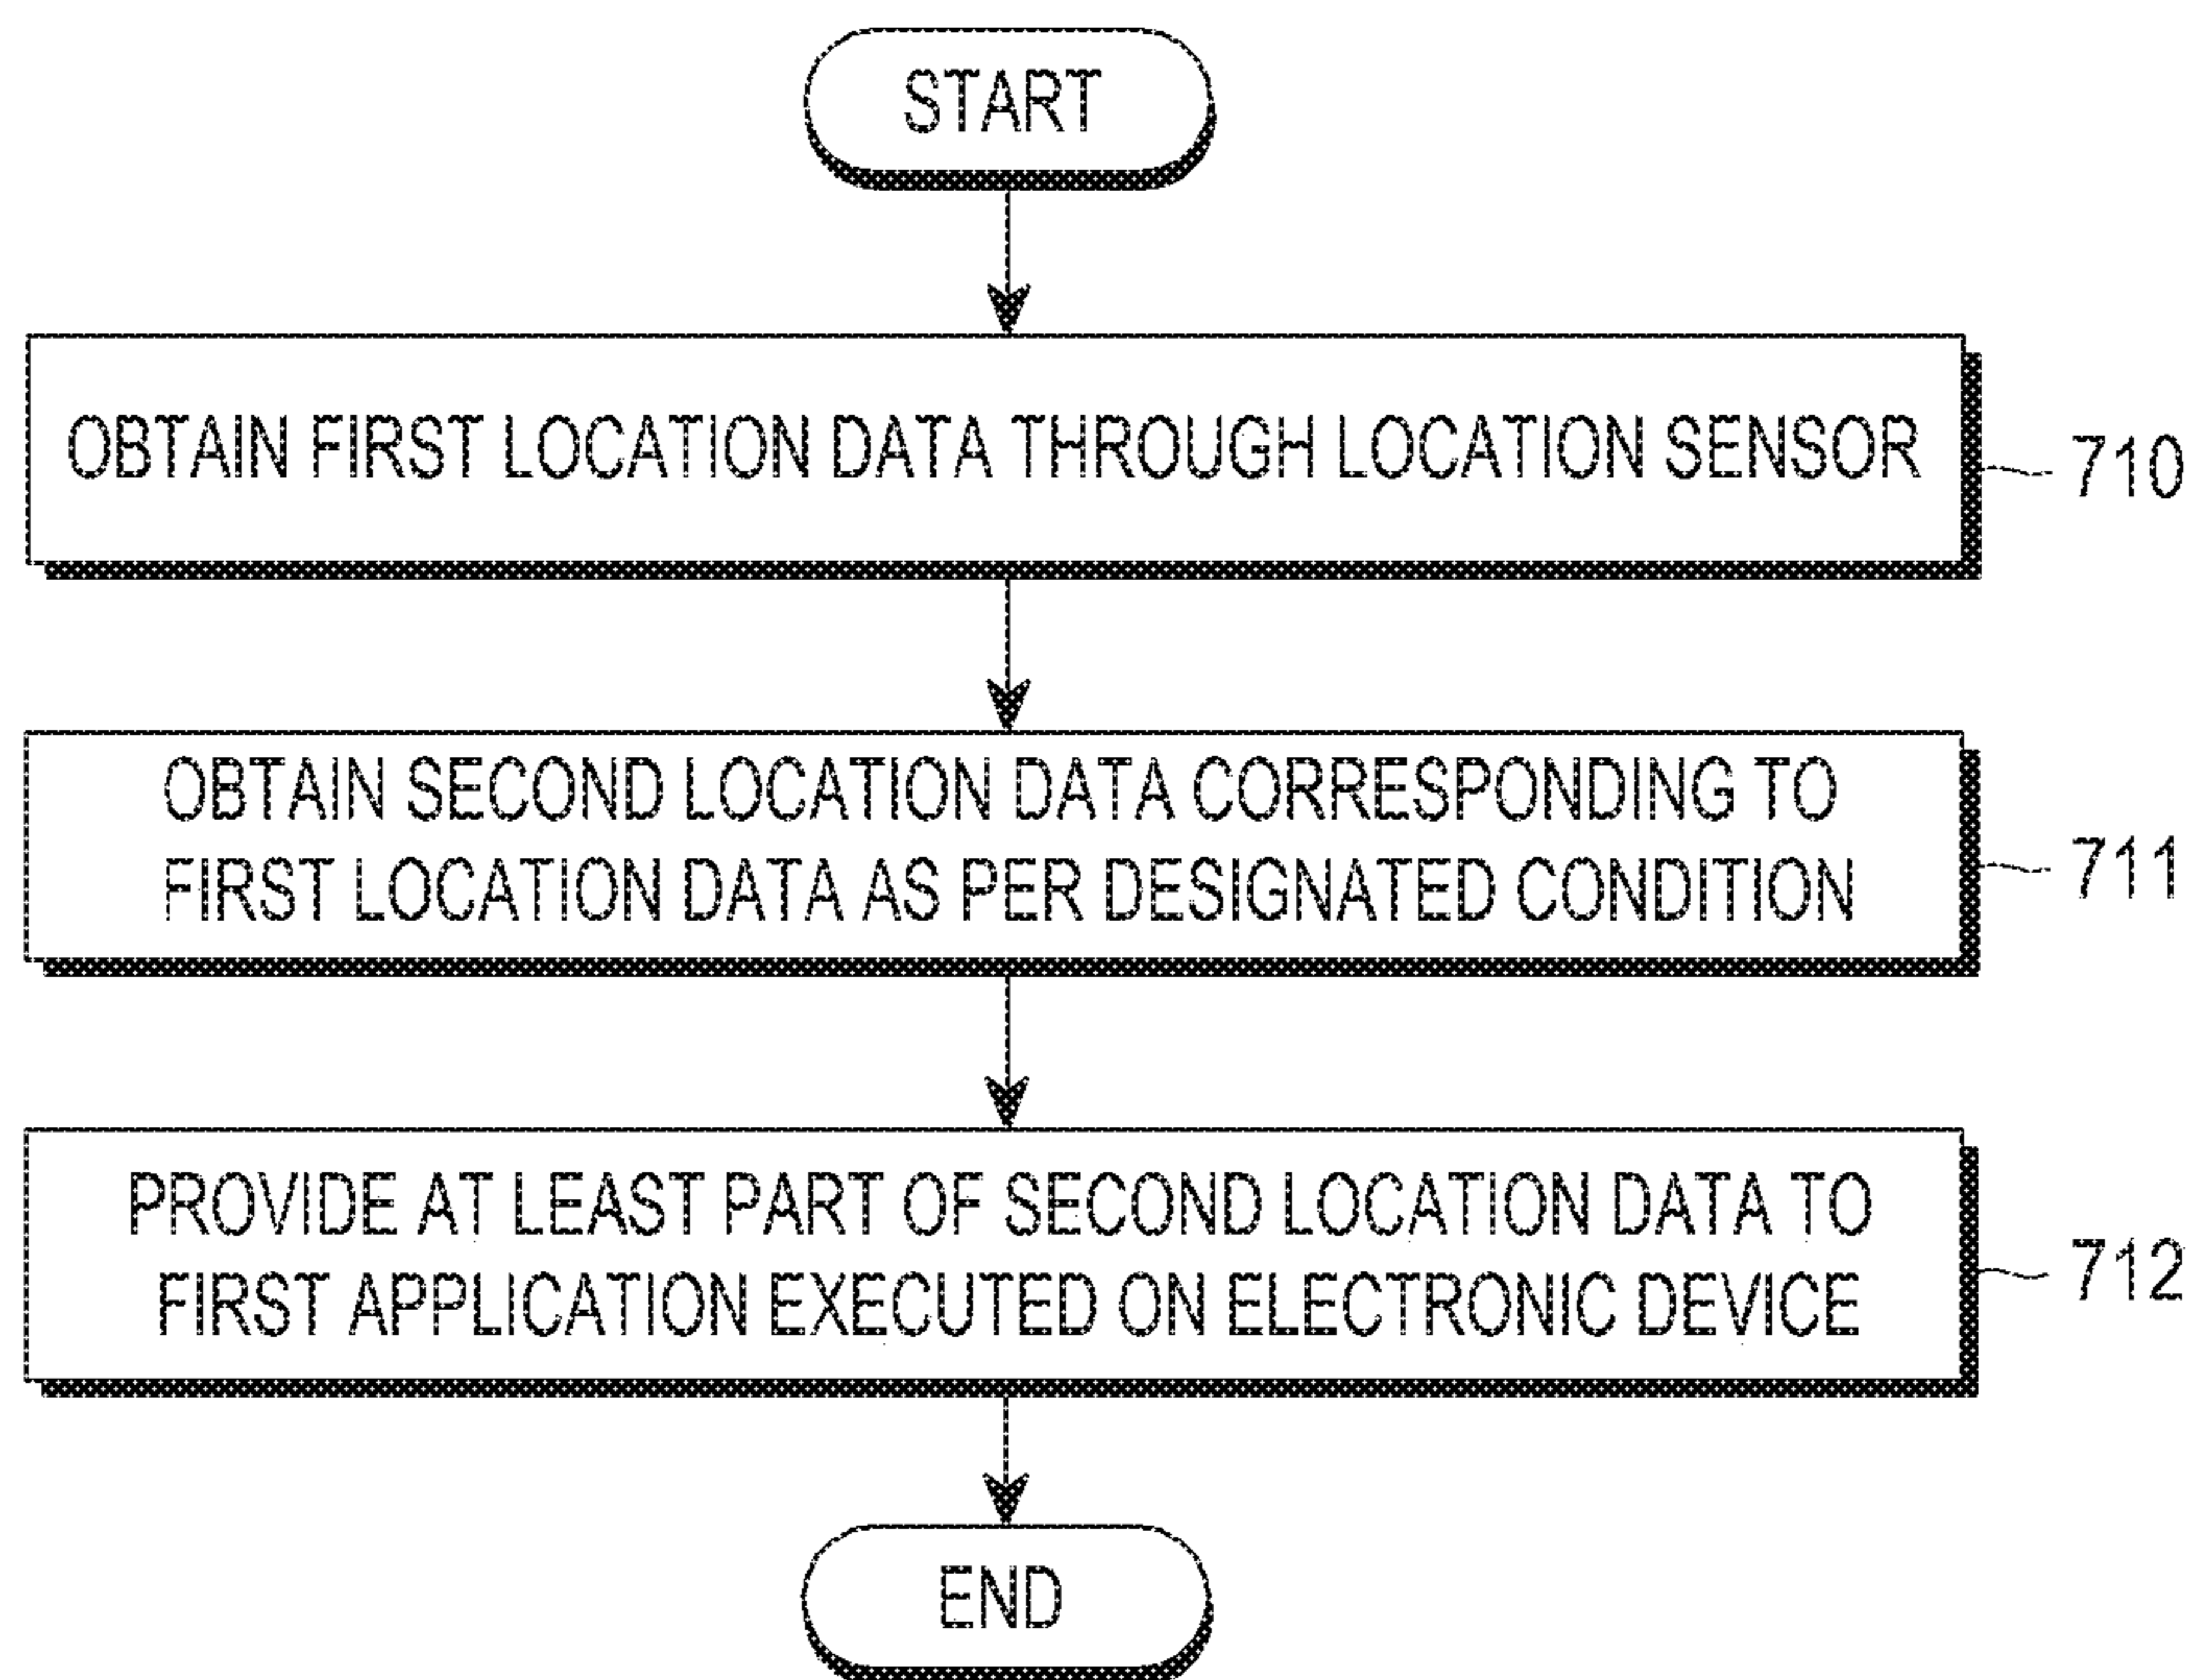 START
OBTAIN FIRST LOCATION DATA THROUGH LOCATION SENSOR
710
OBTAIN SECOND LOCATION DATA CORRESPONDING TO
FIRST LOCATION DATA AS PER DESIGNATED CONDITION
711
PROVIDE AT LEAST PART OF SECOND LOCATION DATA TO
FIRST APPLICATION EXECUTED ON ELECTRONIC DEVICE
712
END